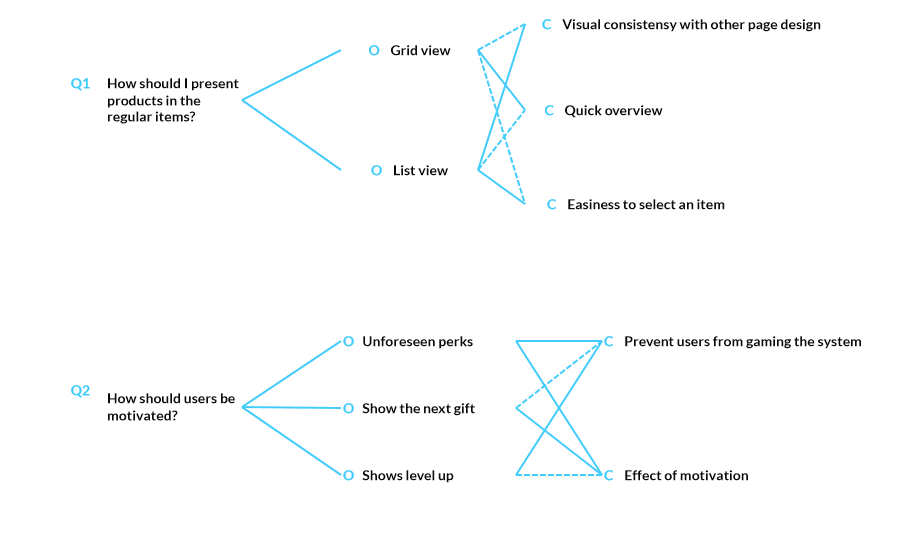 Q1
How should I present
products in the
regular items?
O Grid view
O List view
C Visual consistensy with other page design
C Quick overview
C Easiness to select an item
Q2
How should users be
motivated?
O Unforeseen perks
O Show the next gift
O Shows level up
C Prevent users from gaming the system
C Effect of motivation